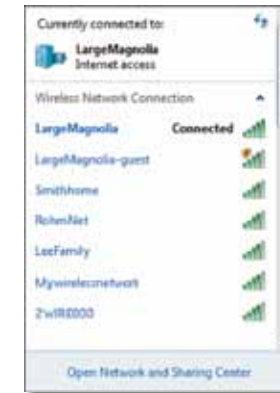 Currently connected to:
LargeMagnolia
Internet access
Wireless Network Connection
LargeMagnolia Connected
LargeMagnolia-guest
Smithhome
RohmNet
LeeFamily
Mywirelessnetwork
2WIRE000
Open Network and Sharing Center